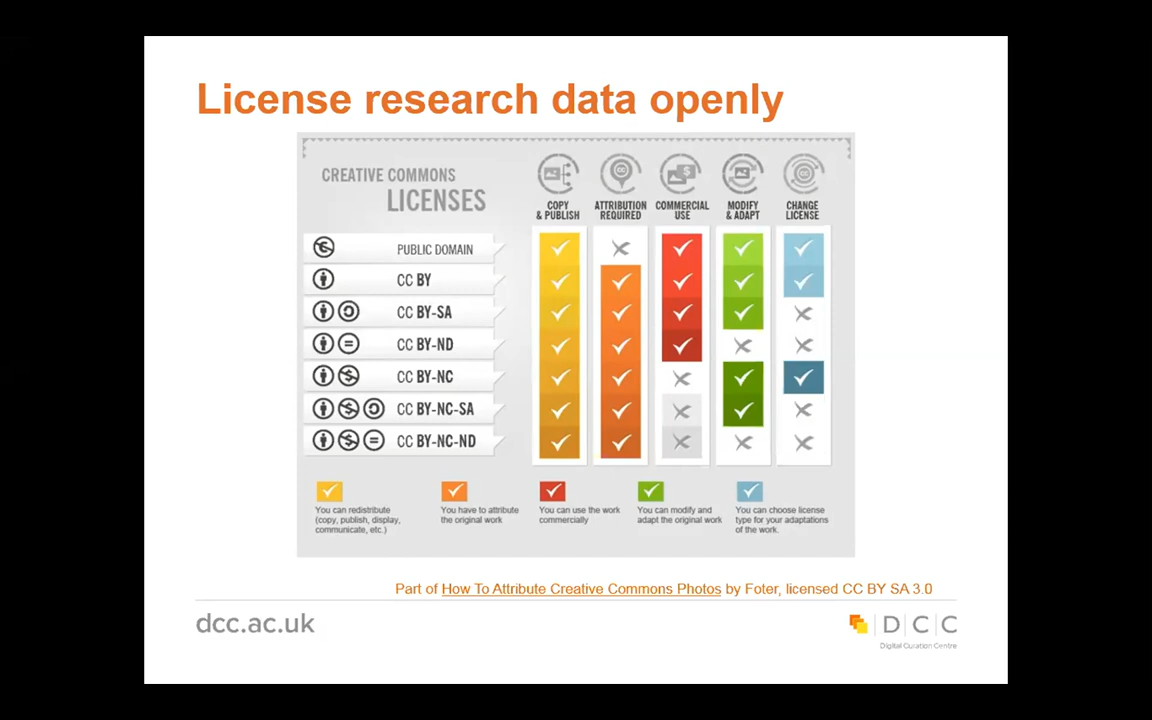 License research data openly
CREATIVE COMMONS
LICENSES
COPY
& PUBLISH
ATTRIBUTION
REQUIRED
COMMERCIAL
USE
MODIFY
& ADAPT
CHANGE
LICENSE
PUBLIC DOMAIN
CC BY
CC BY-SA
CC BY-ND
CC BY-NC
CC BY-NC-SA
CC BY-NC-ND
You can redistribute
(copy, publish, display,
communicate, etc.)
You have to attribute
the original work
You can use the work
commercially
You can modify and
adapt the original work
You can choose license
type for your adaptations
of the work.
Part of How To Attribute Creative Commons Photos by Foter, licensed CC BY SA 3.0
dcc.ac.uk
D|C|C
Digital Curation Centre